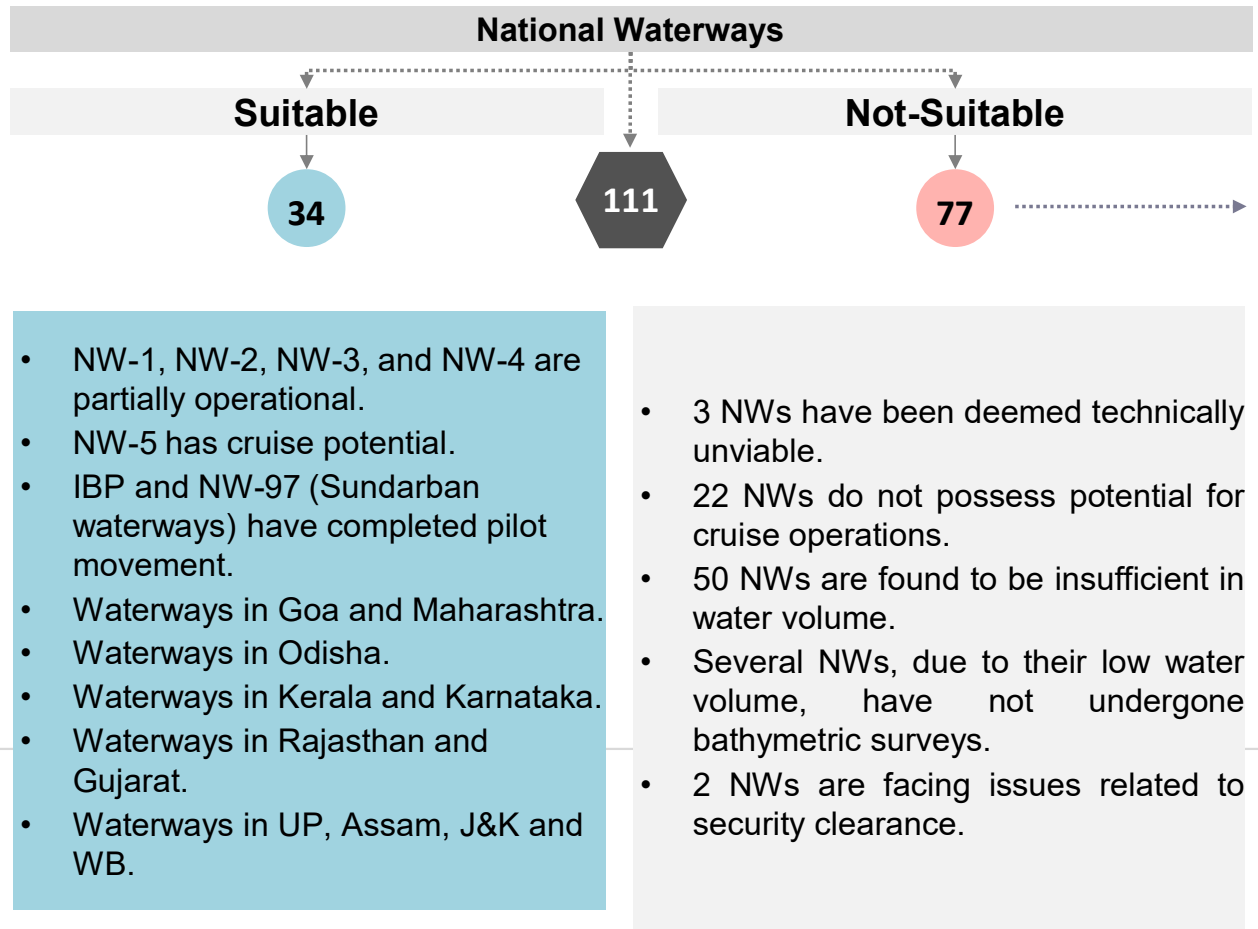 National Waterways
Suitable
Not-Suitable
34
111
77
• NW-1, NW-2, NW-3, and NW-4 are
partially operational.
• NW-5 has cruise potential.
• IBP and NW-97 (Sundarban
waterways) have completed pilot
movement.
• Waterways in Goa and Maharashtra.
• Waterways in Odisha.
• Waterways in Kerala and Karnataka.
• Waterways in Rajasthan and
Gujarat.
• Waterways in UP, Assam, J&K and
WB.
• 3 NWs have been deemed technically
unviable.
• 22 NWs do not possess potential for
cruise operations.
• 50 NWs are found to be insufficient in
water volume.
• Several NWs, due to their low water
volume, have not undergone
bathymetric surveys.
• 2 NWs are facing issues related to
security clearance.